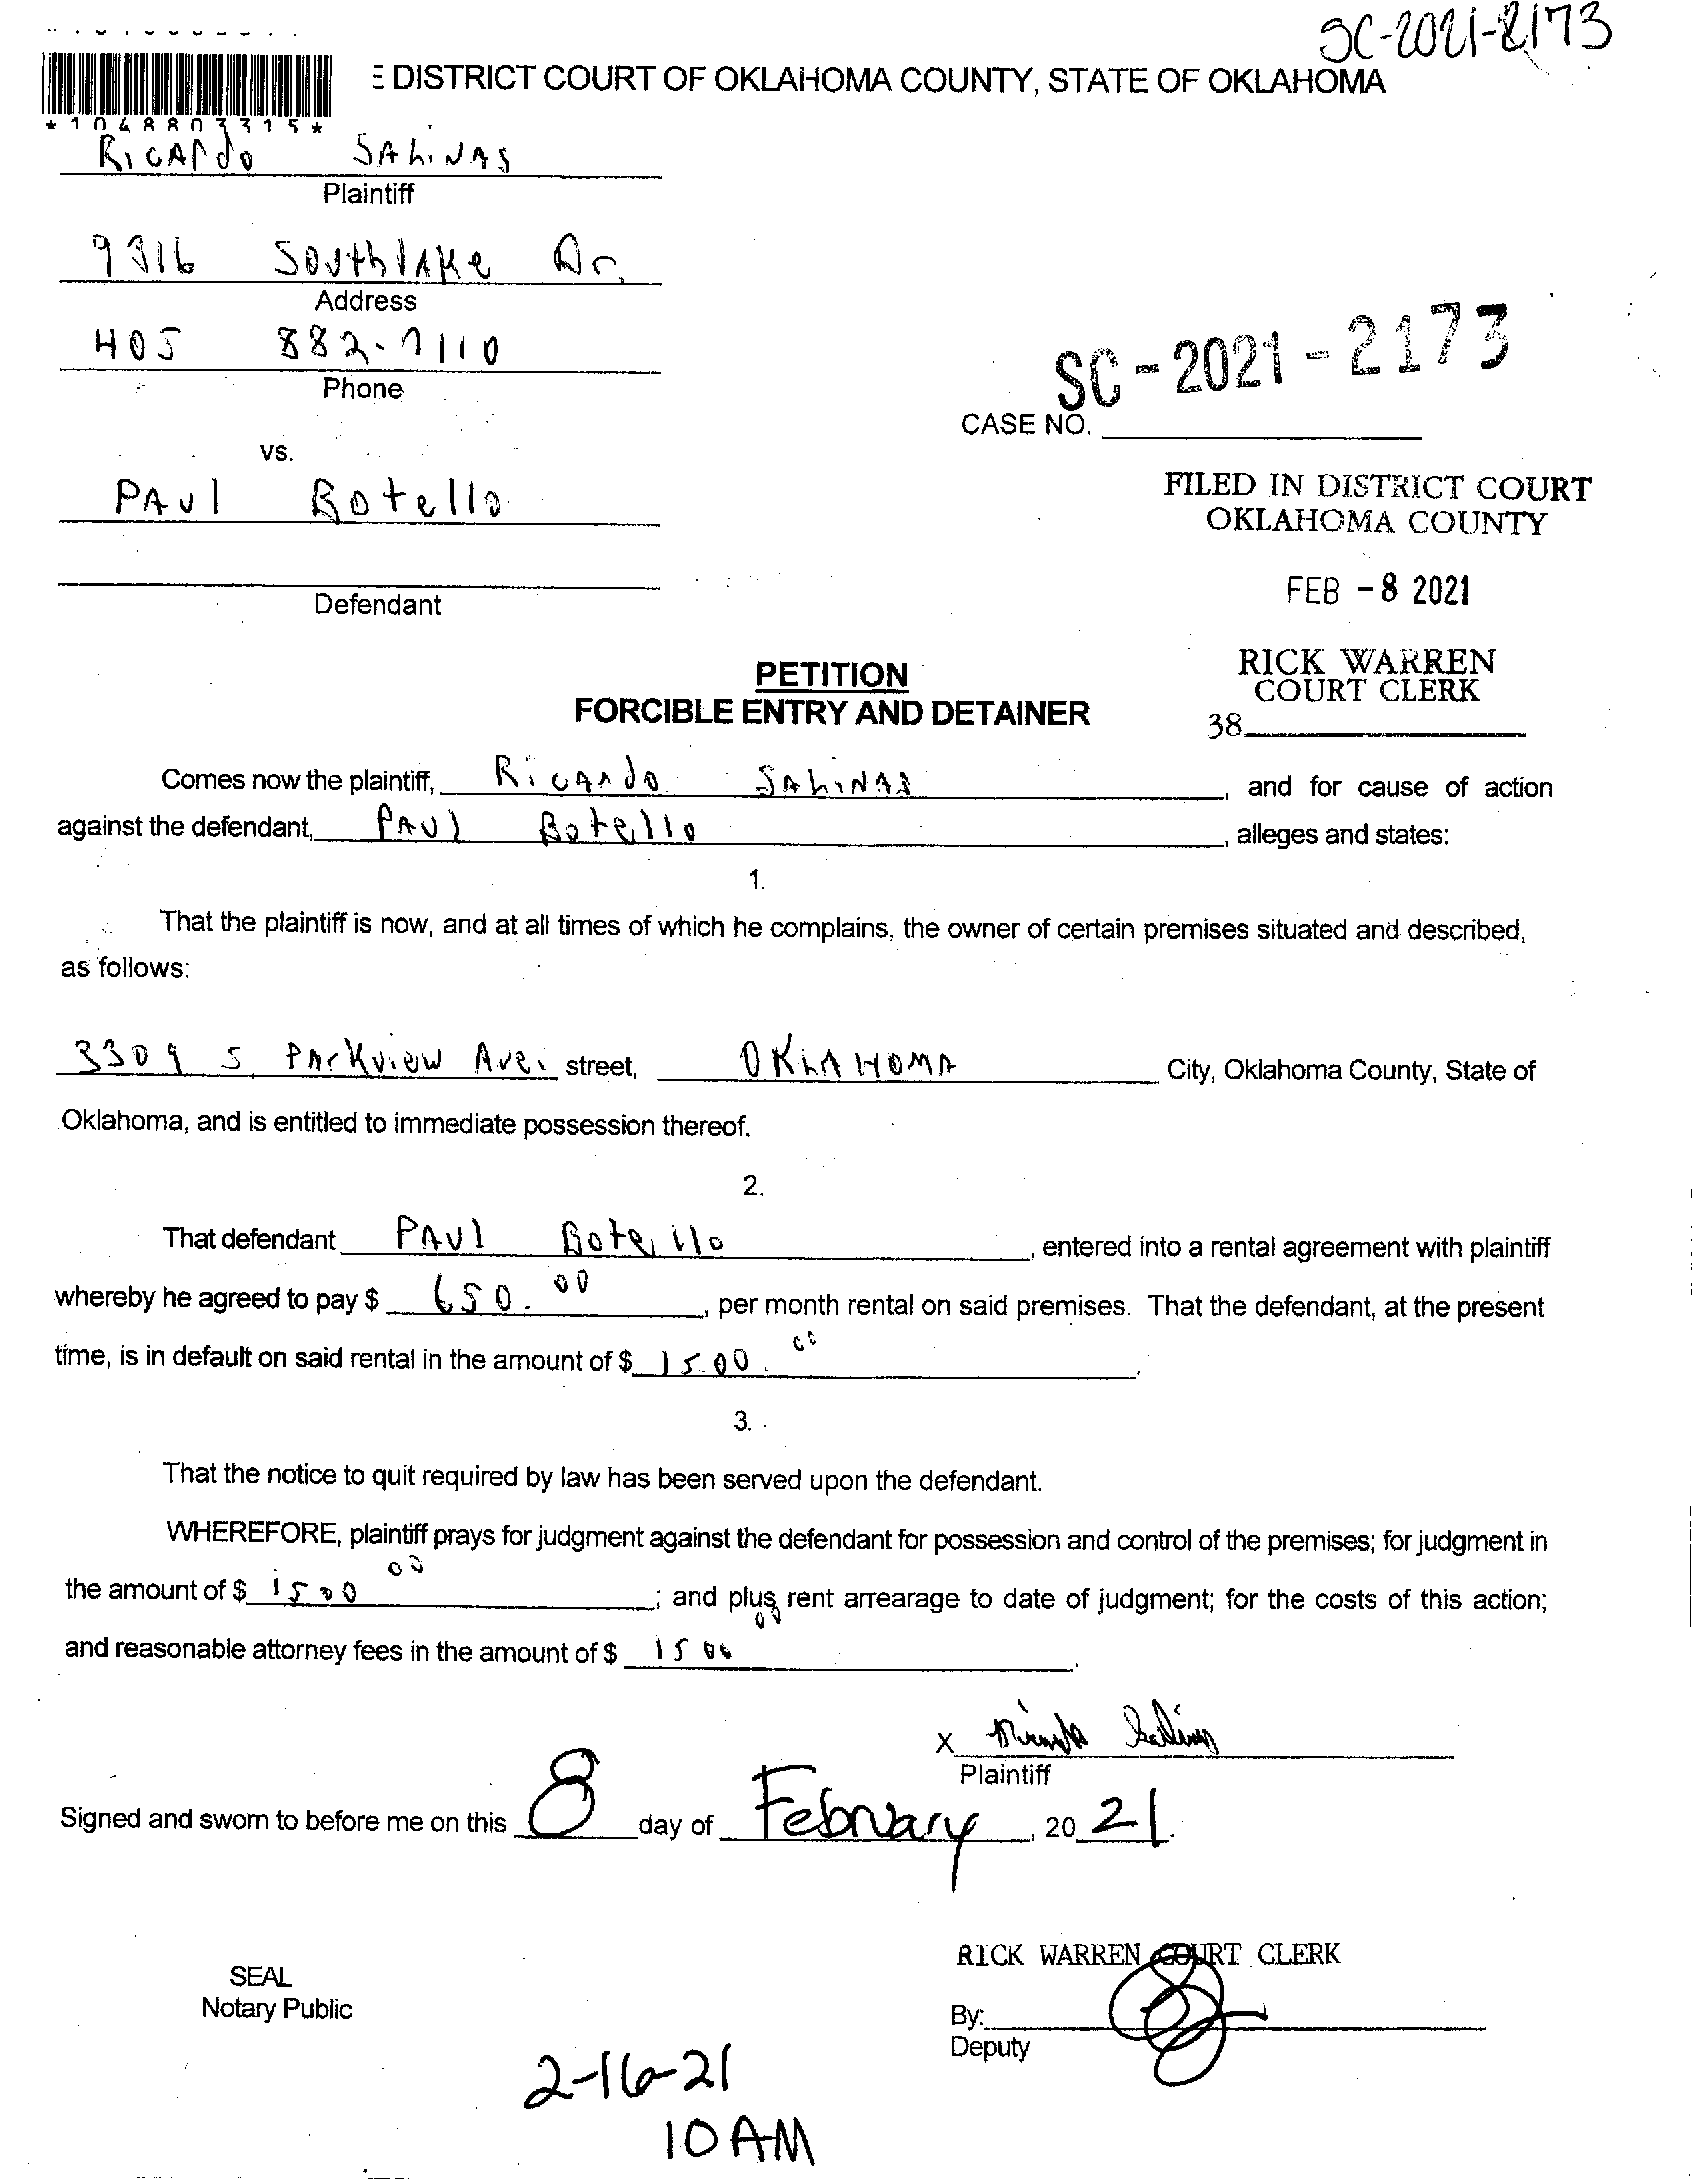 SC-2021-2173
E DISTRICT COURT OF OKLAHOMA COUNTY, STATE OF OKLAHOMA
*1048803315*
RICARdo SALINAS
Plaintiff
9316 Southlake Dr.
Address
405 882-7110
Phone
SC-2021-2173
CASE NO.
vs.
PAUl Botello
FILED IN DISTRICT COURT
OKLAHOMA COUNTY
FEB -8 2021
Defendant
RICK WARREN
COURT CLERK
38
PETITION
FORCIBLE ENTRY AND DETAINER
Comes now the plaintiff, RicARdo SALINAS, and for cause of action
against the defendant, PAUl Botello, alleges and states:
1.
That the plaintiff is now, and at all times of which he complains, the owner of certain premises situated and described,
as follows:
3309 S PArkview Ave. street, OKLAHOMA City, Oklahoma County, State of
Oklahoma, and is entitled to immediate possession thereof.
2.
That defendant PAUl Botello, entered into a rental agreement with plaintiff
whereby he agreed to pay $ 650.00, per month rental on said premises. That the defendant, at the present
time, is in default on said rental in the amount of $ 1500.00.
3.
That the notice to quit required by law has been served upon the defendant.
WHEREFORE, plaintiff prays for judgment against the defendant for possession and control of the premises; for judgment in
the amount of $ 1500 00; and plus rent arrearage to date of judgment; for the costs of this action;
and reasonable attorney fees in the amount of $ 1500 00.
X
Plaintiff
Signed and sworn to before me on this 8 day of February, 20 21.
RICK WARREN COURT CLERK
SEAL
Notary Public
By:
Deputy
2-16-21
10 AM